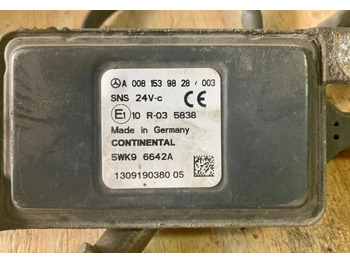 A 008 153 98 28 / 003
SNS 24V-c CE
E1 10 R-03 5838
Made in Germany
CONTINENTAL
5WK9 6642A
1309190380 05